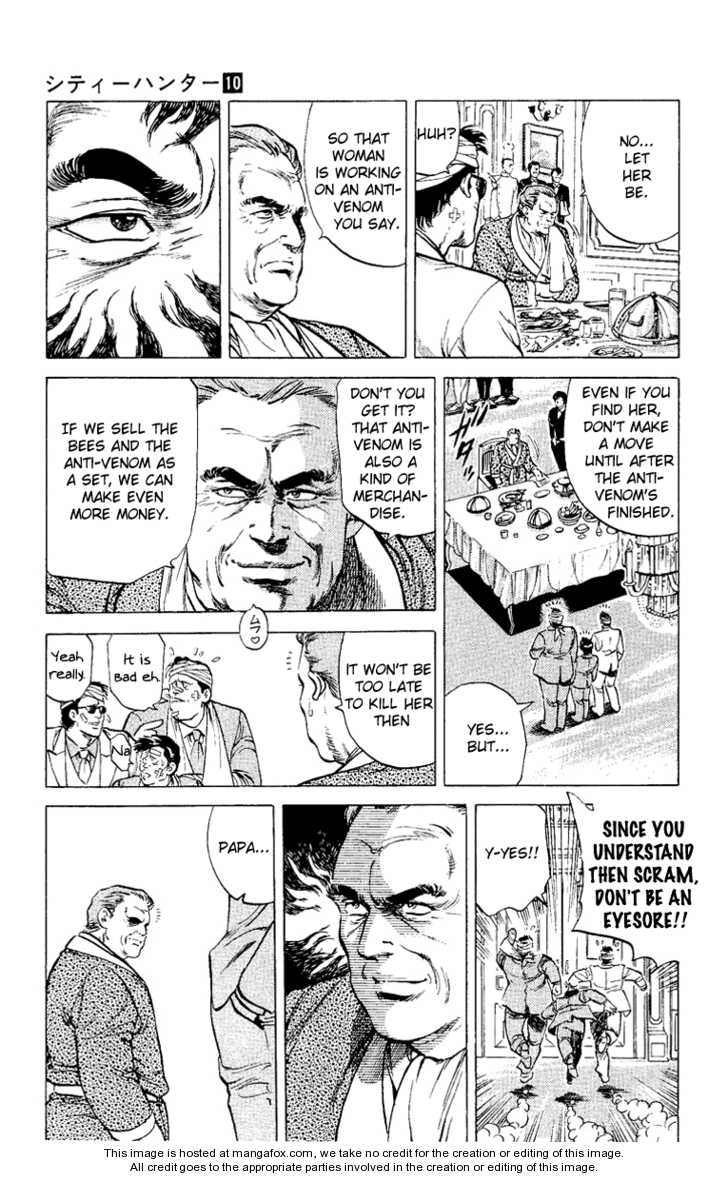 シティーハンター 10
NO...
LET
HER
BE.
HUH?
SO THAT
WOMAN
IS WORKING
ON AN ANTI-
VENOM
YOU SAY.
EVEN IF YOU
FIND HER,
DON'T MAKE
A MOVE
UNTIL AFTER
THE ANTI-
VENOM'S
FINISHED.
ガタ
YES...
BUT...
DON'T YOU
GET IT?
THAT ANTI-
VENOM IS
ALSO A
KIND OF
MERCHAN-
DISE.
IF WE SELL THE
BEES AND THE
ANTI-VENOM AS
A SET, WE CAN
MAKE EVEN
MORE MONEY.
IT WON'T BE
TOO LATE
TO KILL HER
THEN
ムフ♡
It is
Bad eh.
Yeah
really.
Na
SINCE YOU
UNDERSTAND
THEN SCRAM,
DON'T BE AN
EYESORE!!
Y-YES!!
PAPA...
This image is hosted at mangafox.com, we take no credit for the creation or editing of this image.
All credit goes to the appropriate parties involved in the creation or editing of this image.